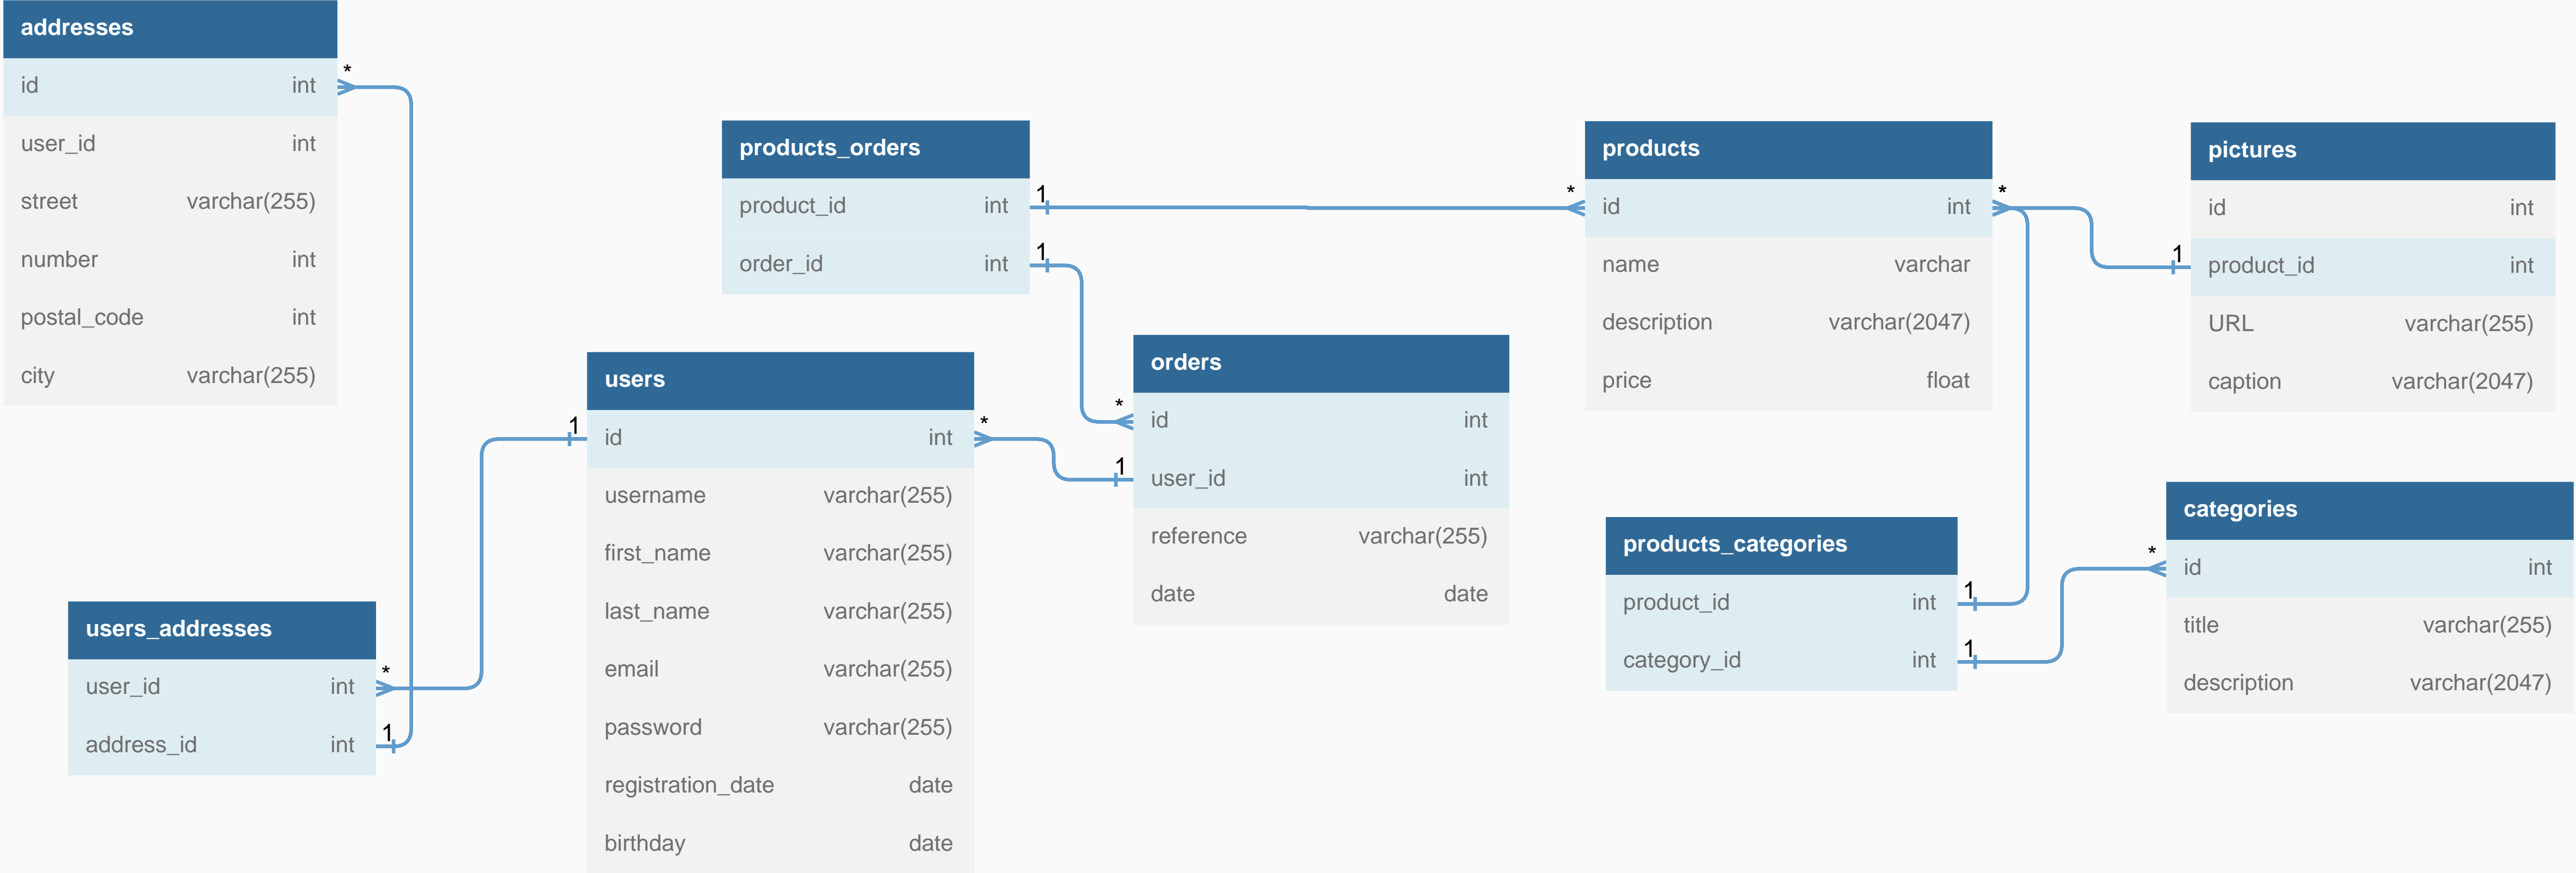 addresses
id int
user_id int
street varchar(255)
number int
postal_code int
city varchar(255)
*
products_orders
product_id int
order_id int
1
1
products
id int
name varchar
description varchar(2047)
price float
*
*
pictures
id int
product_id int
URL varchar(255)
caption varchar(2047)
1
users
id int
username varchar(255)
first_name varchar(255)
last_name varchar(255)
email varchar(255)
password varchar(255)
registration_date date
birthday date
1
*
orders
id int
user_id int
reference varchar(255)
date date
*
1
users_addresses
user_id int
address_id int
*
1
products_categories
product_id int
category_id int
1
1
categories
id int
title varchar(255)
description varchar(2047)
*